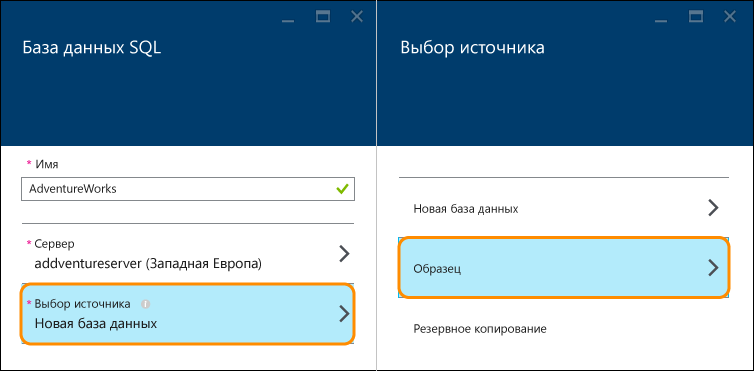 База данных SQL
* Имя
AdventureWorks
* Сервер
addventureserver (Западная Европа)
* Выбор источника
Новая база данных
Выбор источника
Новая база данных
Образец
Резервное копирование